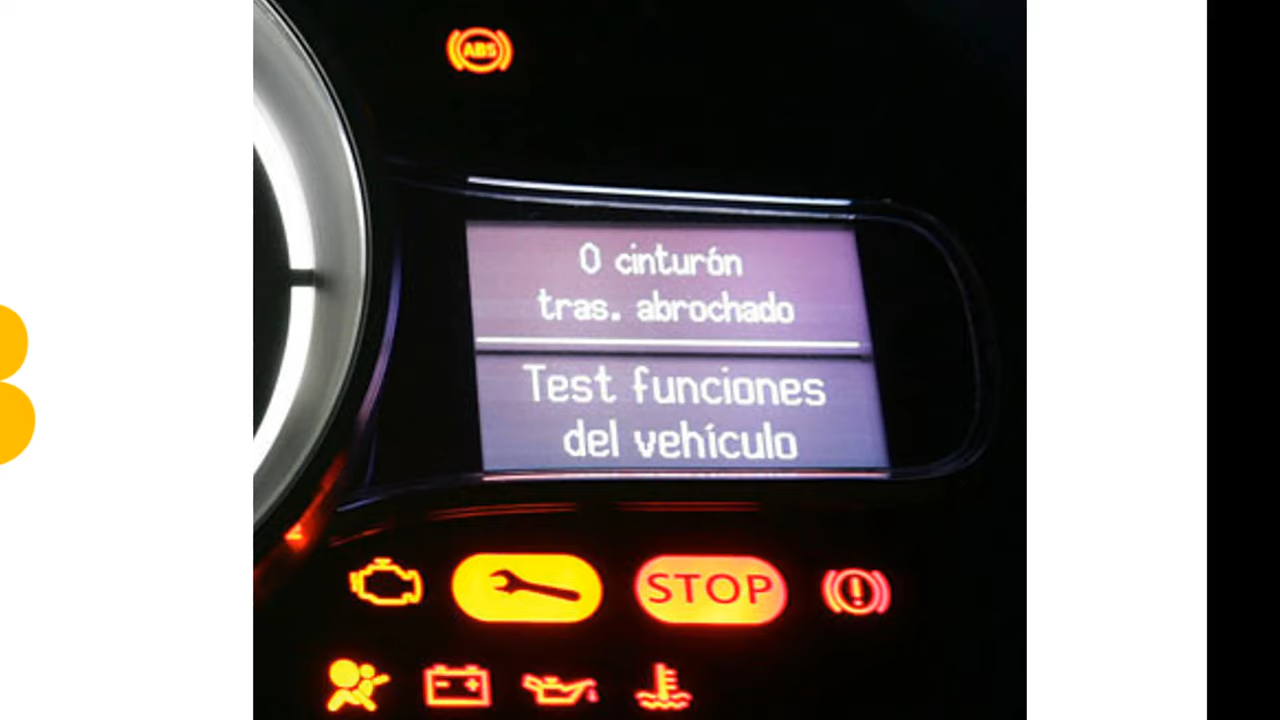 ABS
0 cinturón
tras. abrochado
Test funciones
del vehículo
STOP